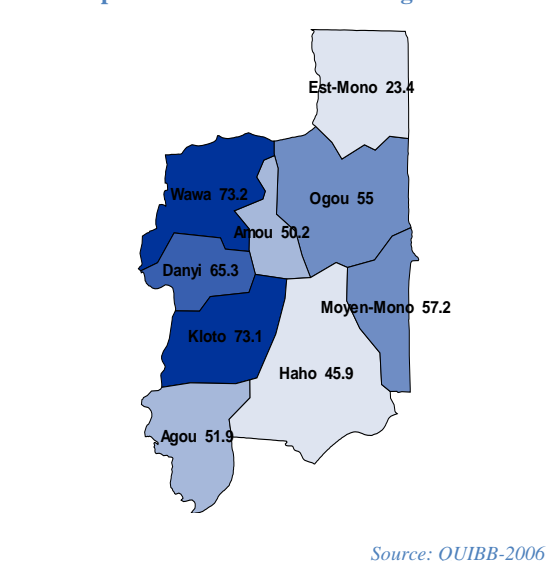 Est-Mono 23.4
Wawa 73.2
Ogou 55
Amou 50.2
Danyi 65.3
Moyen-Mono 57.2
Kloto 73.1
Haho 45.9
Agou 51.9
Source: OUIBB-2006